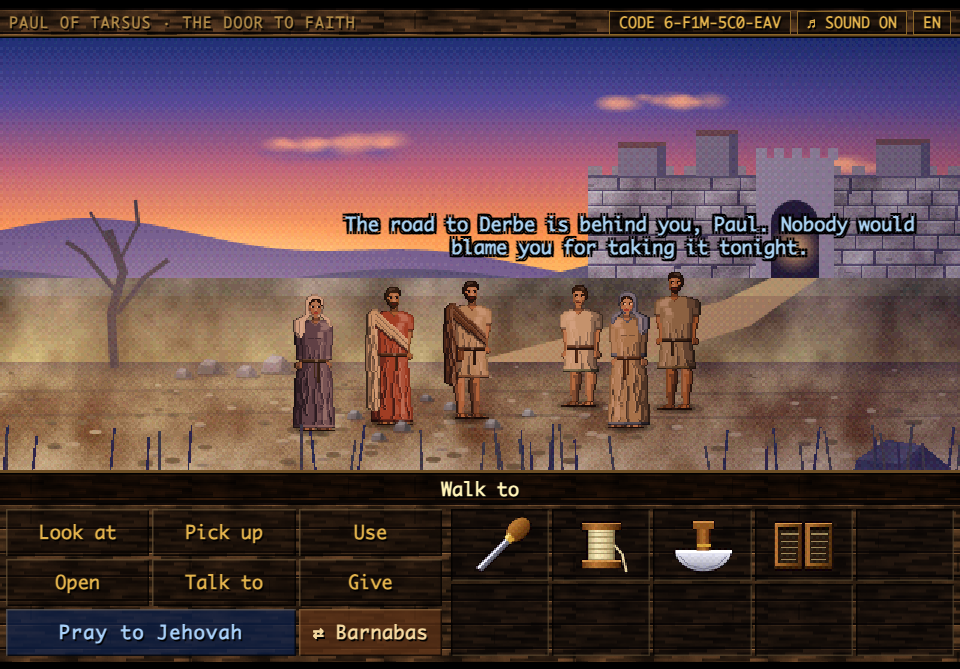 PAUL OF TARSUS · THE DOOR TO FAITH
CODE 6-F1M-5C0-EAV
♬ SOUND ON
EN
The road to Derbe is behind you, Paul. Nobody would
blame you for taking it tonight.
Walk to
Look at
Pick up
Use
Open
Talk to
Give
Pray to Jehovah
⇄ Barnabas